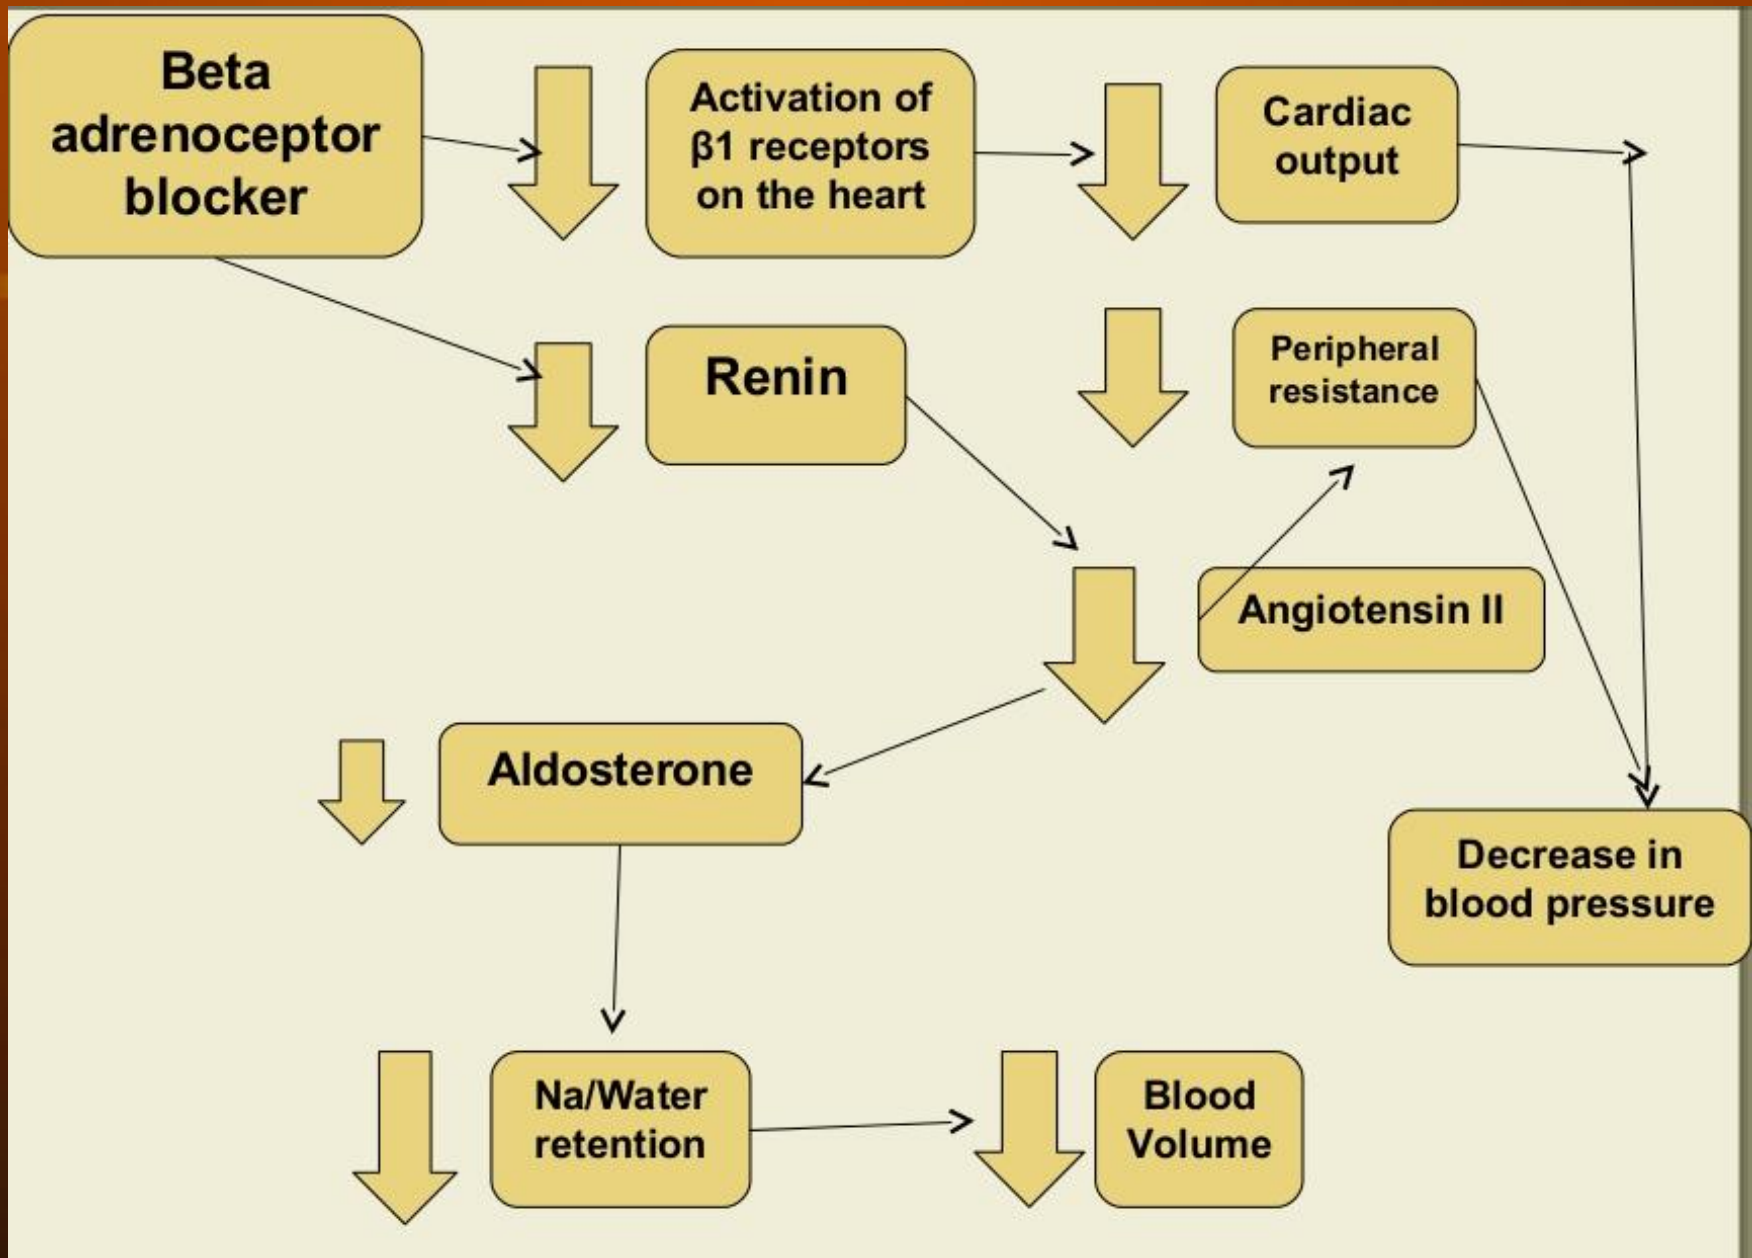 Beta
adrenoceptor
blocker
Activation of
β1 receptors
on the heart
Cardiac
output
Renin
Peripheral
resistance
Angiotensin II
Aldosterone
Decrease in
blood pressure
Na/Water
retention
Blood
Volume